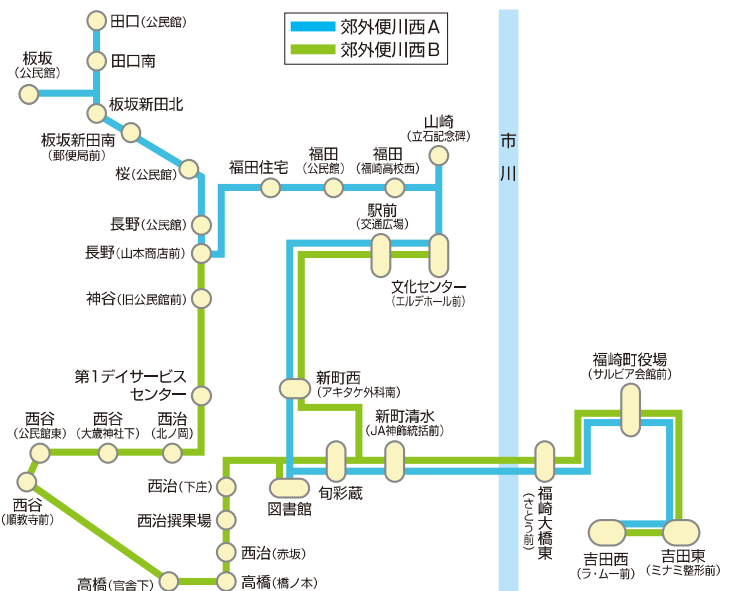 田口(公民館)
郊外便川西A
郊外便川西B
板坂
(公民館)
田口南
板坂新田北
板坂新田南
(郵便局前)
桜(公民館)
山崎
(立石記念碑)
市川
福田住宅
福田
(公民館)
福田
(福崎高校西)
長野(公民館)
駅前
(交通広場)
長野(山本商店前)
文化センター
(エルデホール前)
神谷(旧公民館前)
第1デイサービス
センター
新町西
(アキタケ外科南)
福崎町役場
(サルビア会館前)
西谷
(公民館東)
西谷
(大歳神社下)
西治
(北ノ岡)
新町清水
(JA神飾統括前)
西谷
(順教寺前)
西治(下庄)
図書館
旬彩蔵
福崎大橋東
(さとう前)
西治撰果場
西治(赤坂)
吉田西
(ラ・ムー前)
吉田東
(ミナミ整形前)
高橋(官舎下)
高橋(橋ノ本)